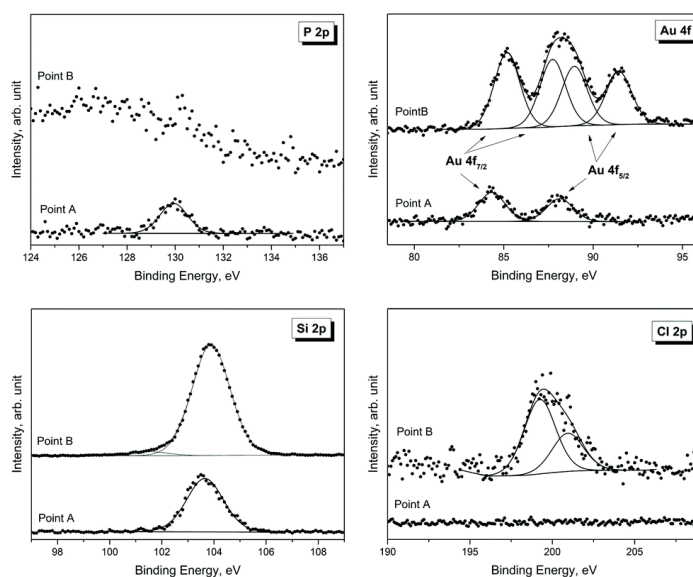 P 2p
Point B
Point A
Intensity, arb. unit
124 126 128 130 132 134 136
Binding Energy, eV
Au 4f
PointB
Au 4f7/2
Au 4f5/2
Point A
Intensity, arb. unit
80 85 90 95
Binding Energy, eV
Si 2p
Point B
Point A
Intensity, arb. unit
98 100 102 104 106 108
Binding Energy, eV
Cl 2p
Point B
Point A
Intensity, arb. unit
190 195 200 205
Binding Energy, eV